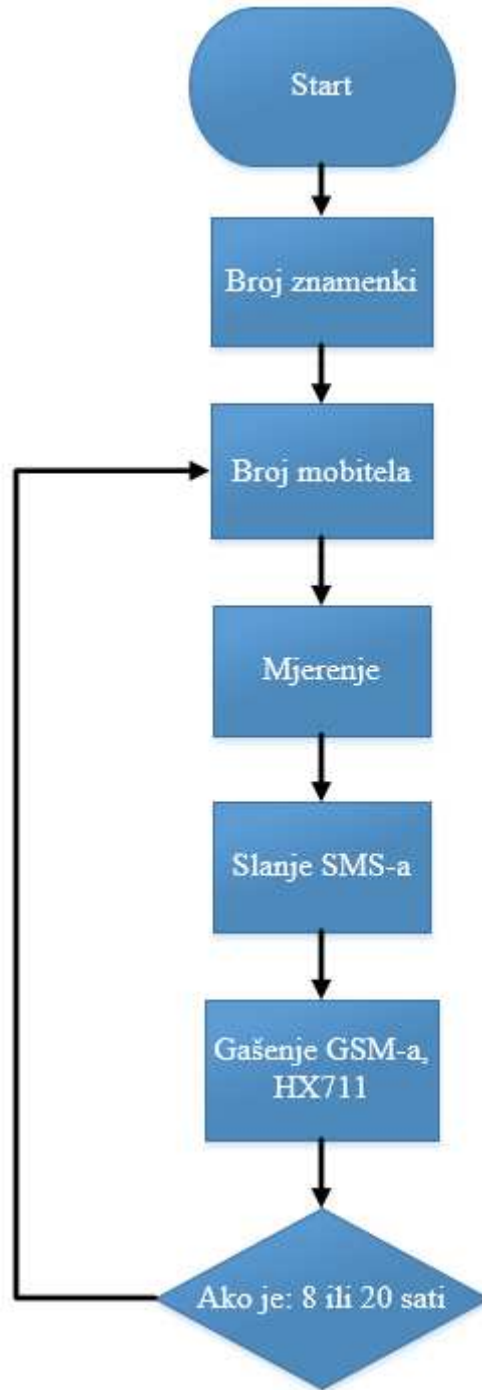 Start
Broj znamenki
Broj mobitela
Mjerenje
Slanje SMS-a
Gašenje GSM-a,
HX711
Ako je: 8 ili 20 sati